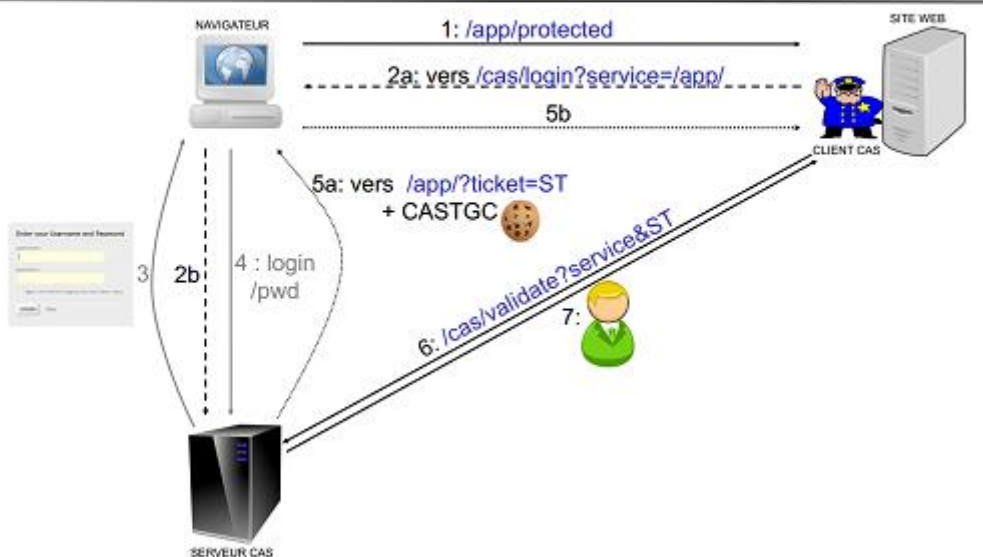 NAVIGATEUR
SITE WEB
1: /app/protected
2a: vers /cas/login?service=/app/
5b
CLIENT CAS
5a: vers /app/?ticket=ST
+ CASTGC
Enter your Username and Password
3
2b
4 : login
/pwd
6: /cas/validate?service&ST
7:
SERVEUR CAS